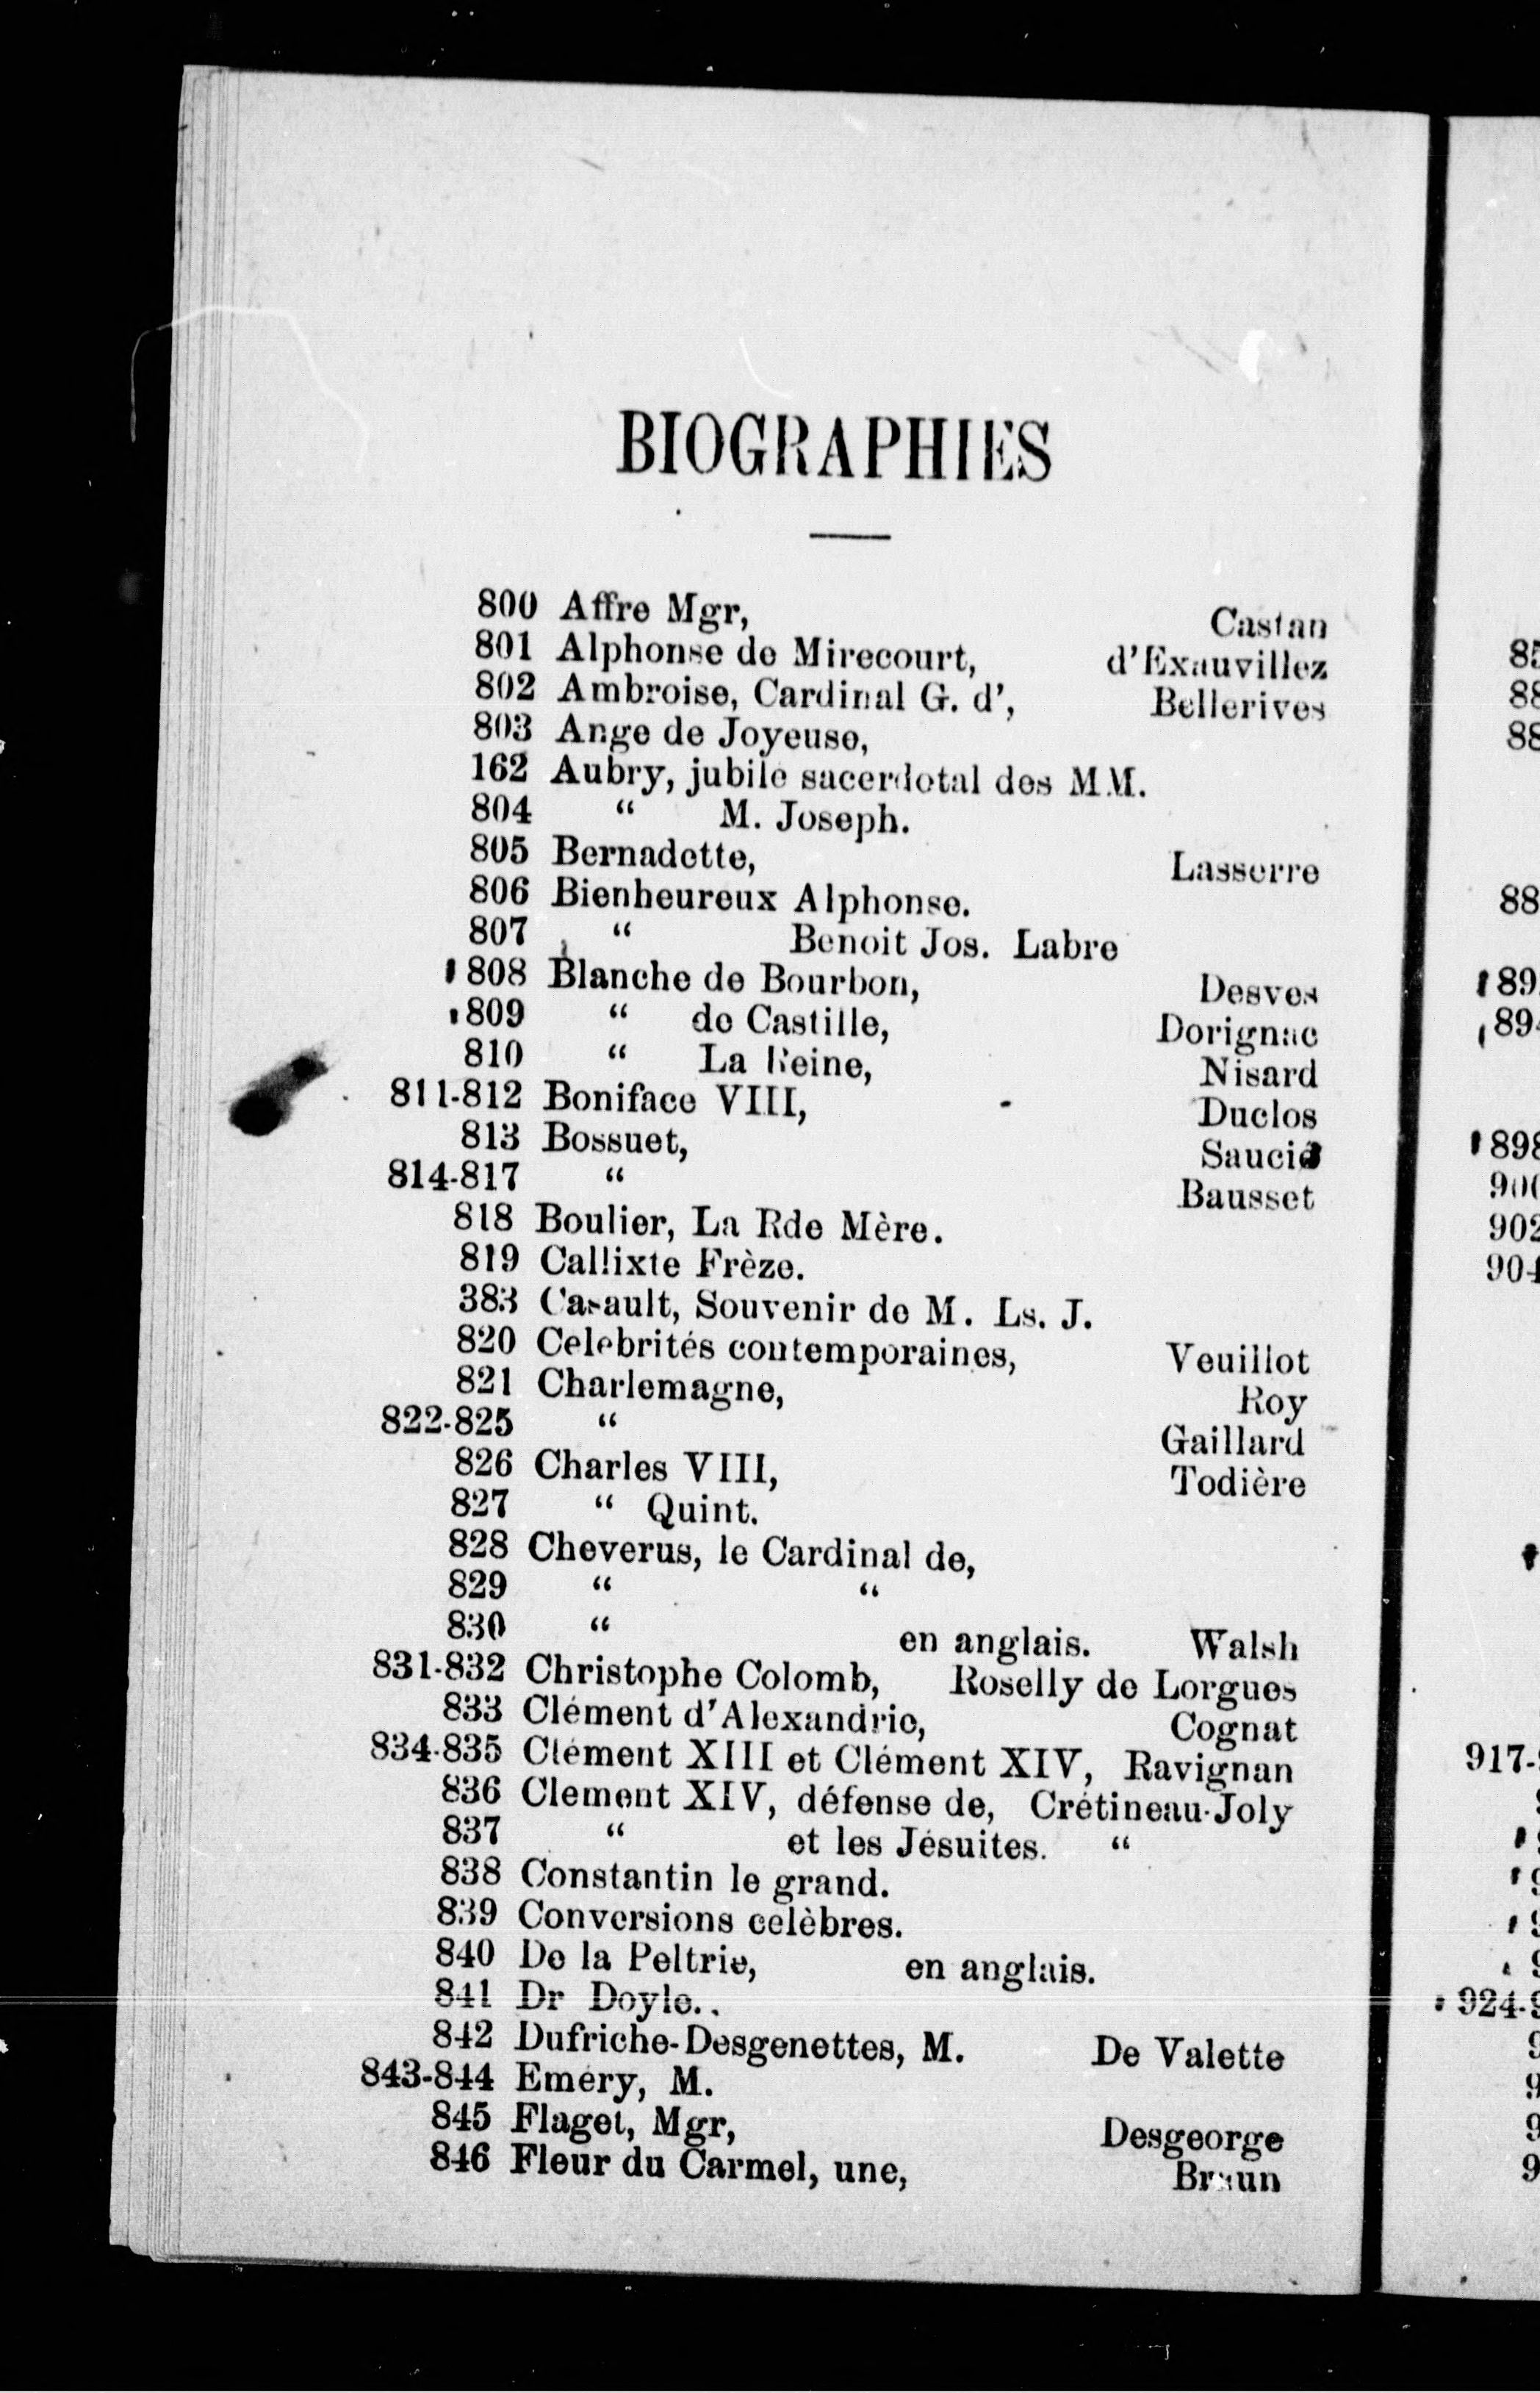 BIOGRAPHIES
800 Affre Mgr, Castan
801 Alphonse de Mirecourt, d'Exauvillez
802 Ambroise, Cardinal G. d', Bellerives
803 Ange de Joyeuse,
162 Aubry, jubile sacerdotal des MM.
804 “ M. Joseph.
805 Bernadette, Lasserre
806 Bienheureux Alphonse.
807 “ Benoit Jos. Labre
808 Blanche de Bourbon, Desves
809 “ de Castille, Dorignac
810 “ La Reine, Nisard
811-812 Boniface VIII, Duclos
813 Bossuet, Saucié
814-817 “ Bausset
818 Boulier, La Rde Mère.
819 Callixte Frèze.
383 Casault, Souvenir de M. Ls. J.
820 Celebrités contemporaines, Veuillot
821 Charlemagne, Roy
822-825 “ Gaillard
826 Charles VIII, Todière
827 “ Quint.
828 Cheverus, le Cardinal de,
829 “ “
830 “ en anglais. Walsh
831-832 Christophe Colomb, Roselly de Lorgues
833 Clément d'Alexandrie, Cognat
834-835 Clément XIII et Clément XIV, Ravignan
836 Clement XIV, défense de, Crétineau-Joly
837 “ et les Jésuites. “
838 Constantin le grand.
839 Conversions celèbres.
840 De la Peltrie, en anglais.
841 Dr Doyle..
842 Dufriche-Desgenettes, M. De Valette
843-844 Emery, M.
845 Flaget, Mgr, Desgeorge
846 Fleur du Carmel, une, Braun